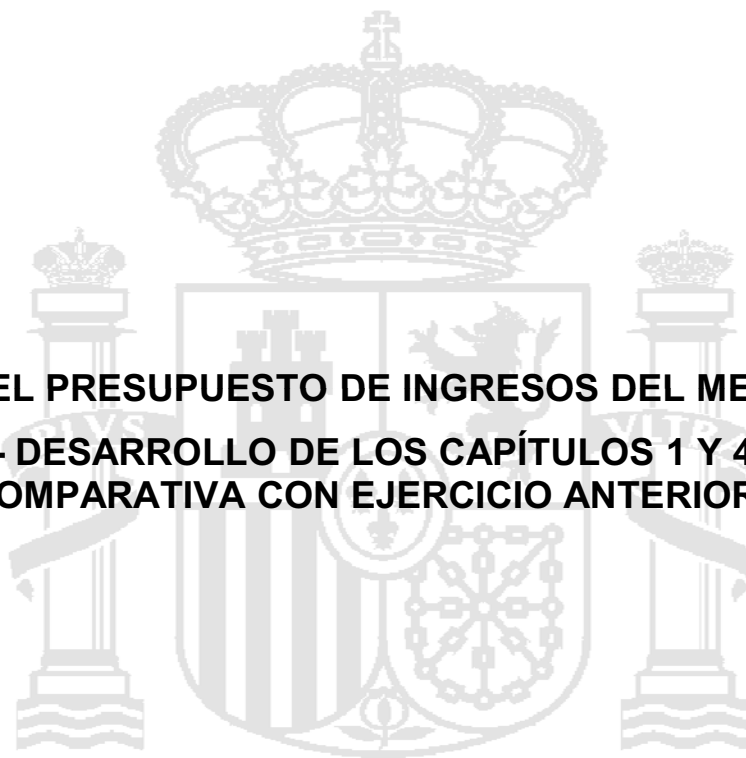 EL PRESUPUESTO DE INGRESOS DEL ME
- DESARROLLO DE LOS CAPÍTULOS 1 Y 4
OMPARATIVA CON EJERCICIO ANTERIOR